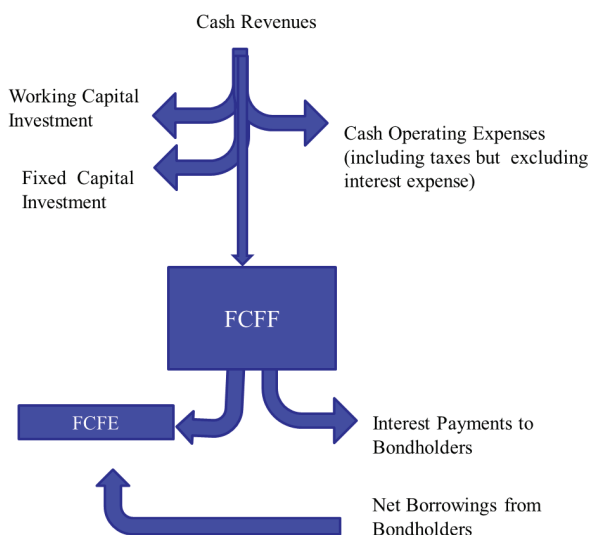 Cash Revenues
Working Capital
Investment
Cash Operating Expenses
(including taxes but excluding
interest expense)
Fixed Capital
Investment
FCFF
FCFE
Interest Payments to
Bondholders
Net Borrowings from
Bondholders